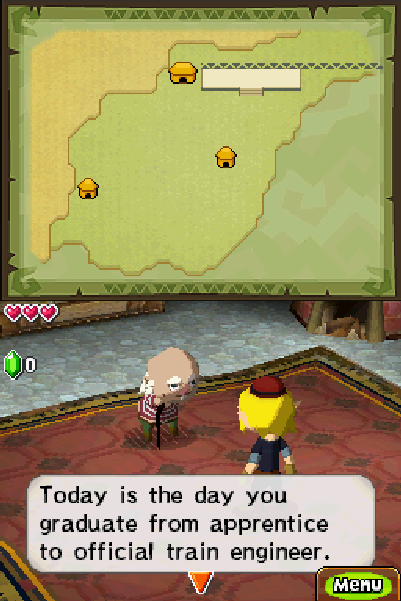 0
Today is the day you
graduate from apprentice
to official train engineer.
Menu